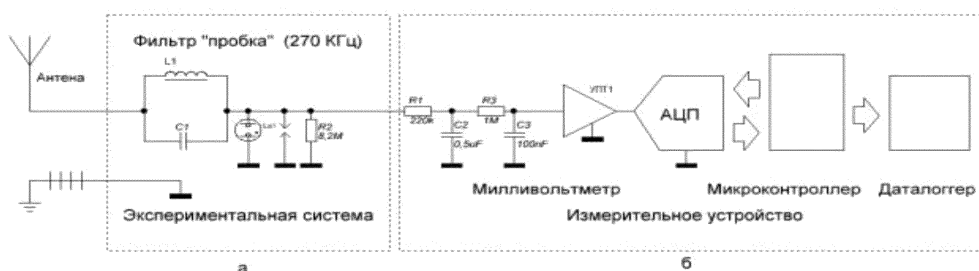 Фильтр "пробка" (270 КГц)
L1
Антена
C1
R2
8,2M
R1
220k
R3
1M
C2
0,5uF
C3
100nF
УПТ1
АЦП
Милливольтметр
Микроконтроллер
Даталоггер
Экспериментальная система
Измерительное устройство
а
б